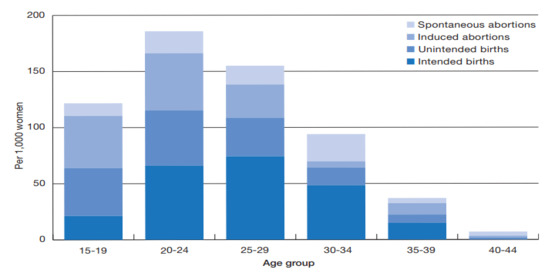 200
Spontaneous abortions
Induced abortions
Unintended births
Intended births
150
100
50
0
Per 1,000 women
15-19 20-24 25-29 30-34 35-39 40-44
Age group